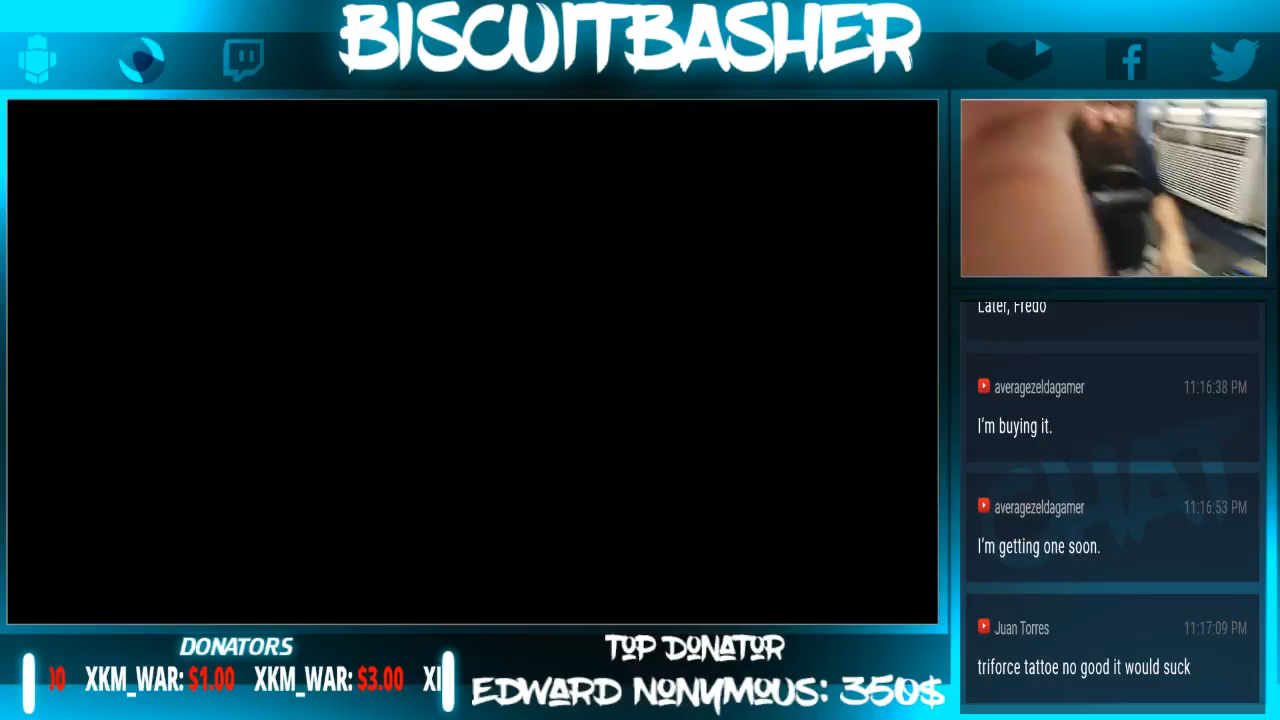 BISCUITBASHER
Later, Fredo
averagezeldagamer 11:16:38 PM
I'm buying it.
averagezeldagamer 11:16:53 PM
I'm getting one soon.
CHAT
Juan Torres 11:17:09 PM
triforce tattoe no good it would suck
DONATORS
XKM_WAR: $1.00 XKM_WAR: $3.00
TOP DONATOR
EDWARD NONYMOUS: 350$